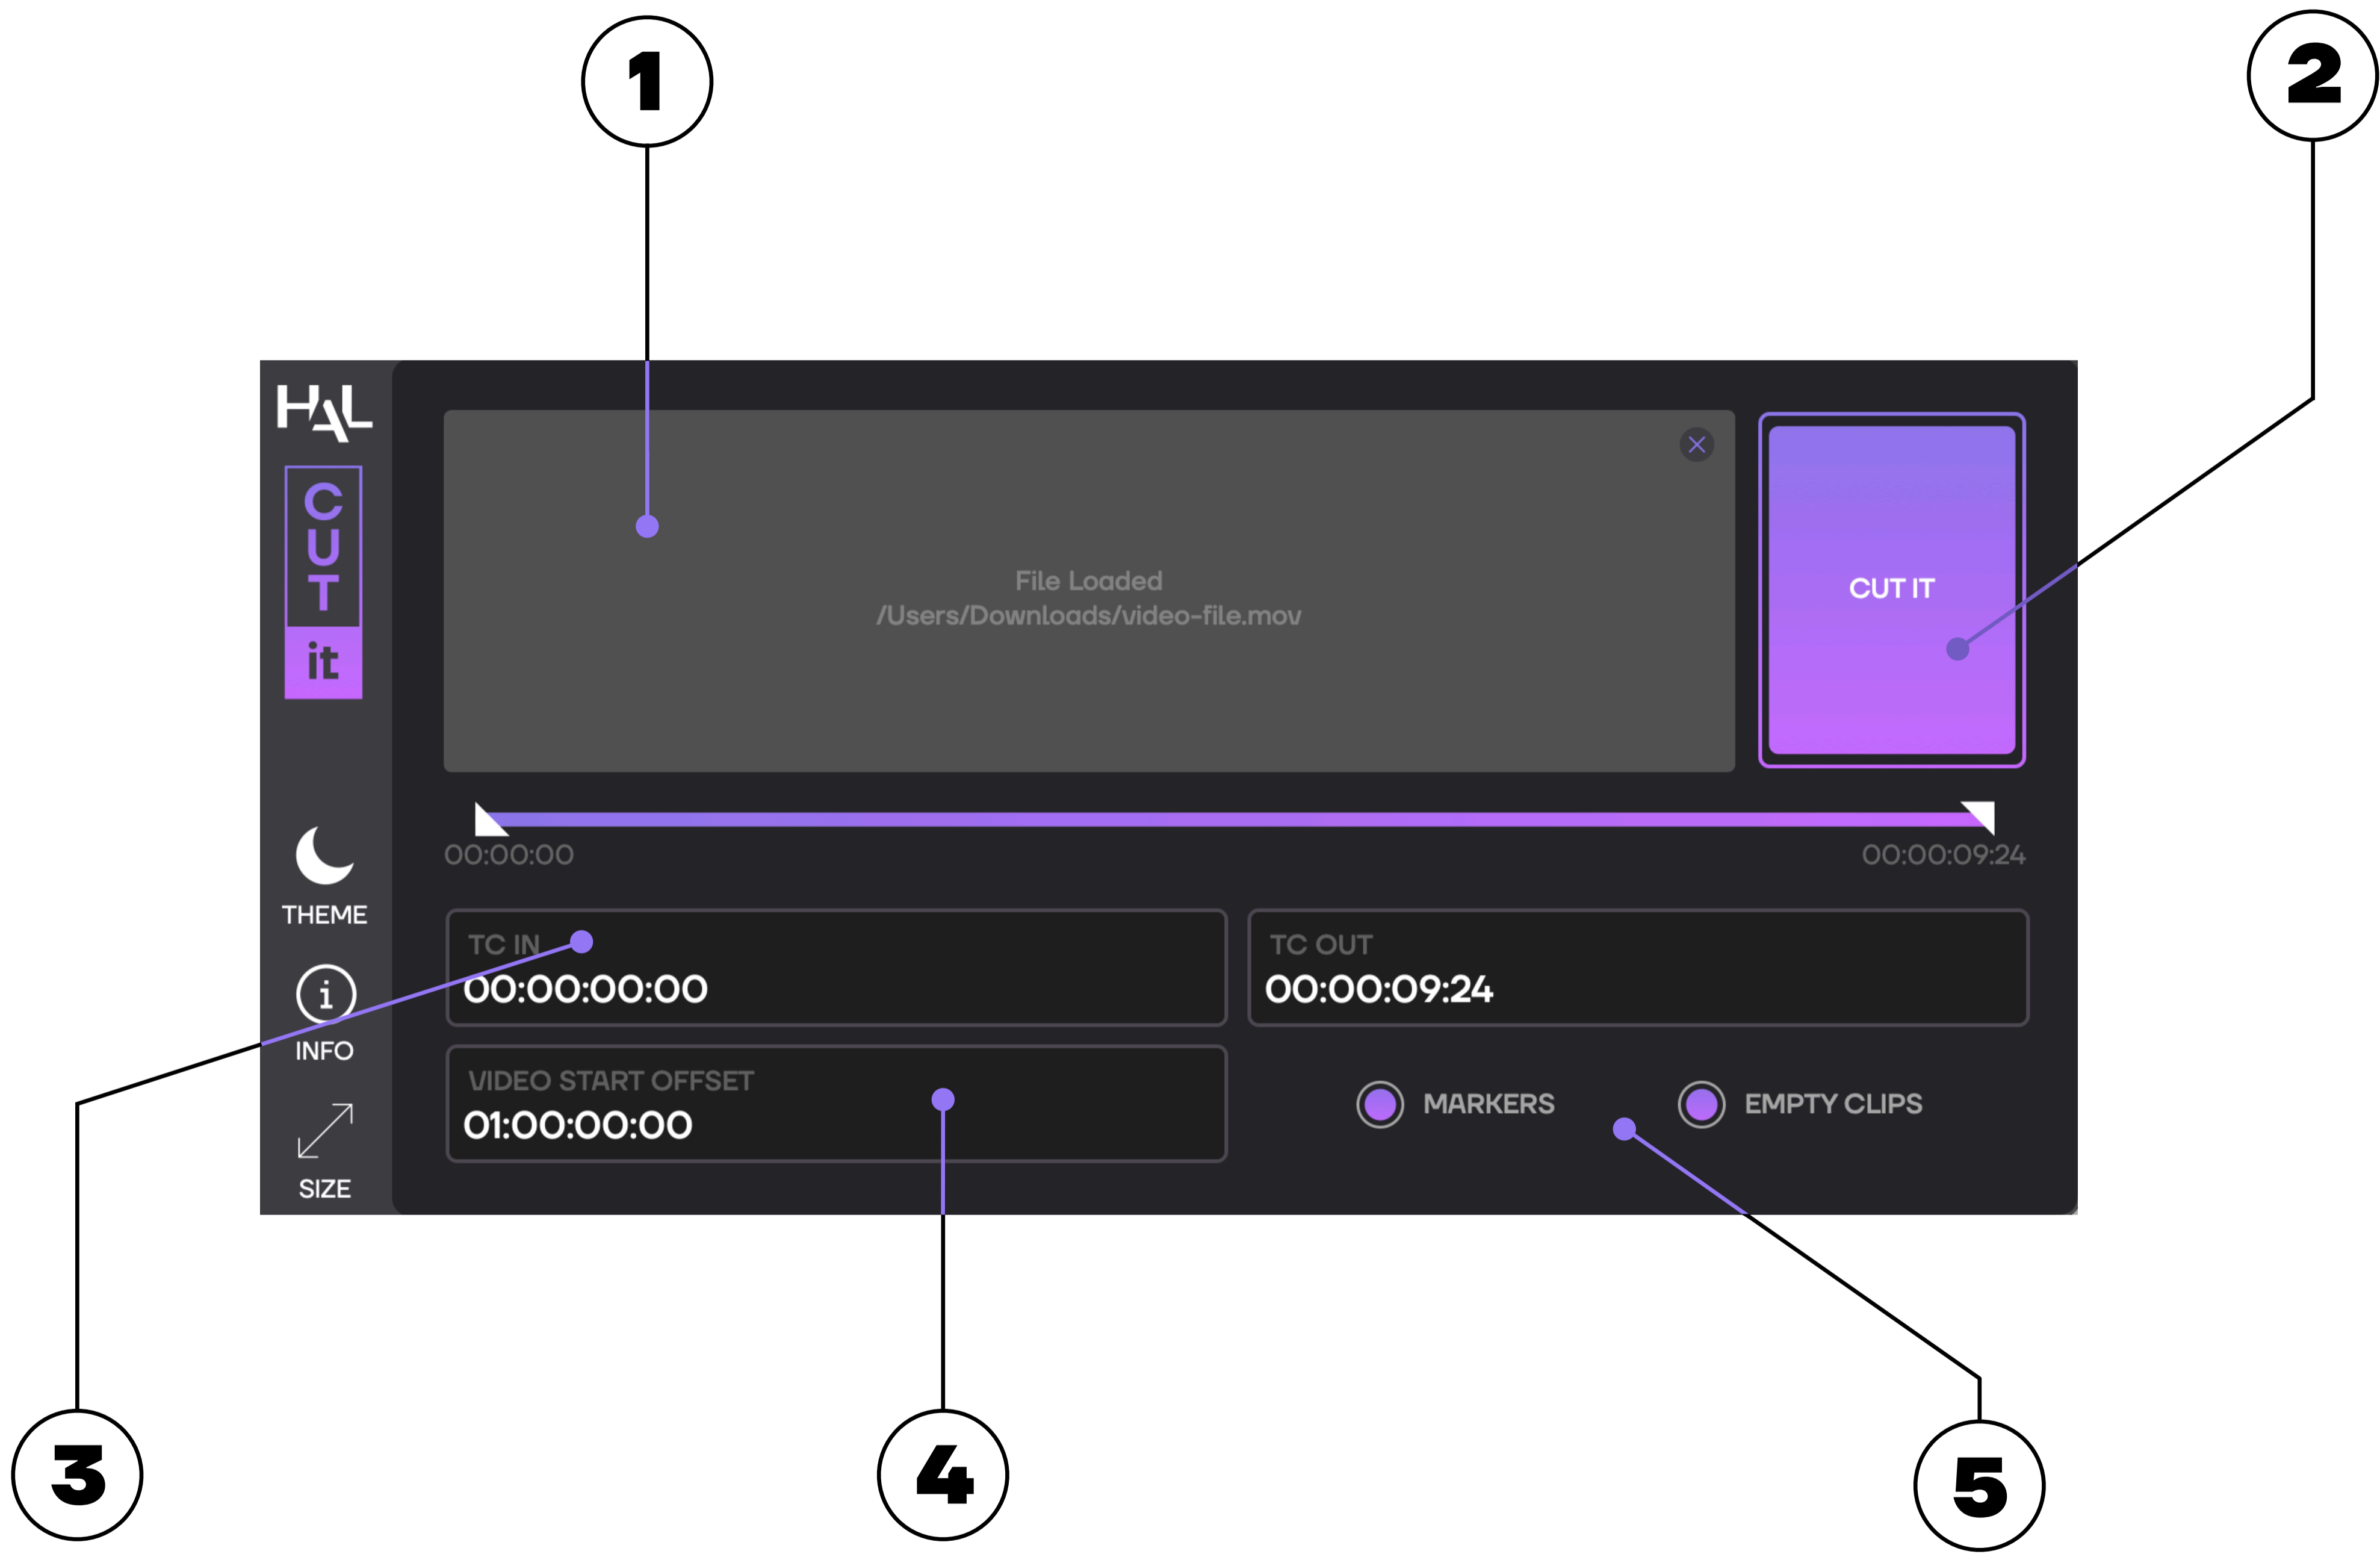 1
2
HAL
CUT
it
File Loaded
/Users/Downloads/video-file.mov
CUT IT
00:00:00:00
00:00:09:24
THEME
TC IN
00:00:00:00
TC OUT
00:00:09:24
INFO
VIDEO START OFFSET
01:00:00:00
MARKERS
EMPTY CLIPS
SIZE
3
4
5